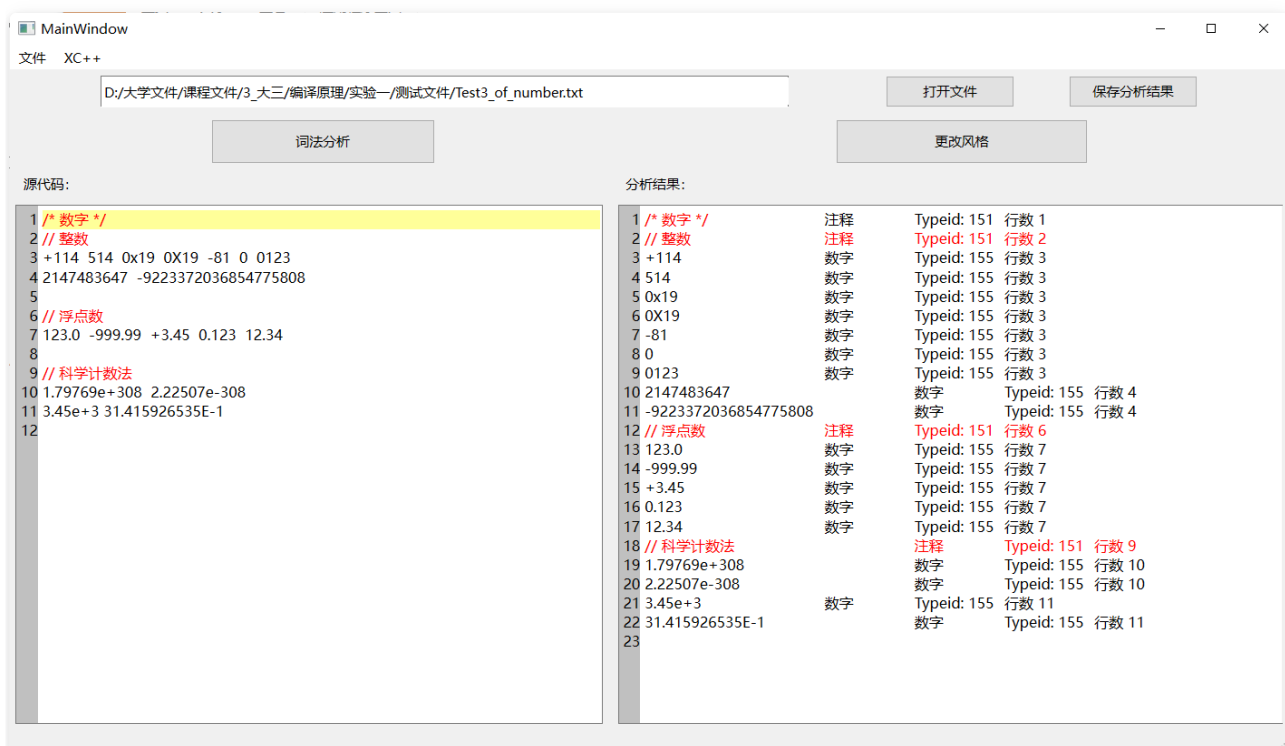 MainWindow
文件 XC++
D:/大学文件/课程文件/3_大三/编译原理/实验一/测试文件/Test3_of_number.txt 打开文件 保存分析结果
词法分析 更改风格
源代码: 分析结果:
1 /* 数字 */
2 // 整数
3 +114 514 0x19 0X19 -81 0 0123
4 2147483647 -9223372036854775808
5
6 // 浮点数
7 123.0 -999.99 +3.45 0.123 12.34
8
9 // 科学计数法
10 1.79769e+308 2.22507e-308
11 3.45e+3 31.415926535E-1
12
1 /* 数字 */ 注释 Typeid: 151 行数 1
2 // 整数 注释 Typeid: 151 行数 2
3 +114 数字 Typeid: 155 行数 3
4 514 数字 Typeid: 155 行数 3
5 0x19 数字 Typeid: 155 行数 3
6 0X19 数字 Typeid: 155 行数 3
7 -81 数字 Typeid: 155 行数 3
8 0 数字 Typeid: 155 行数 3
9 0123 数字 Typeid: 155 行数 3
10 2147483647 数字 Typeid: 155 行数 4
11 -9223372036854775808 数字 Typeid: 155 行数 4
12 // 浮点数 注释 Typeid: 151 行数 6
13 123.0 数字 Typeid: 155 行数 7
14 -999.99 数字 Typeid: 155 行数 7
15 +3.45 数字 Typeid: 155 行数 7
16 0.123 数字 Typeid: 155 行数 7
17 12.34 数字 Typeid: 155 行数 7
18 // 科学计数法 注释 Typeid: 151 行数 9
19 1.79769e+308 数字 Typeid: 155 行数 10
20 2.22507e-308 数字 Typeid: 155 行数 10
21 3.45e+3 数字 Typeid: 155 行数 11
22 31.415926535E-1 数字 Typeid: 155 行数 11
23